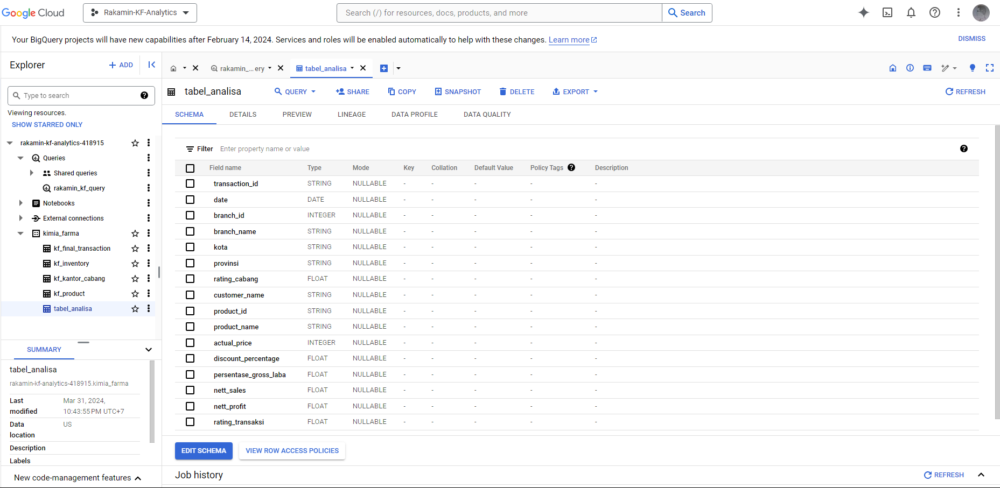 Google Cloud Rakamin-KF-Analytics Search (/) for resources, docs, products, and more Search
Your BigQuery projects will have new capabilities after February 14, 2024. Services and roles will be enabled automatically to help with these changes. Learn more DISMISS
Explorer ADD
Type to search
Viewing resources.
SHOW STARRED ONLY
rakamin-kf-analytics-418915
Queries
Shared queries
rakamin_kf_query
Notebooks
External connections
kimia_farma
kf_final_transaction
kf_inventory
kf_kantor_cabang
kf_product
tabel_analisa
SUMMARY
tabel_analisa
rakamin-kf-analytics-418915.kimia_farma
Last modified Mar 31, 2024, 10:43:55 PM UTC+7
Data location US
Description
Labels
New code-management features
rakamin_... ery tabel_analisa
tabel_analisa QUERY SHARE COPY SNAPSHOT DELETE EXPORT REFRESH
SCHEMA DETAILS PREVIEW LINEAGE DATA PROFILE DATA QUALITY
Filter Enter property name or value
Field name Type Mode Key Collation Default Value Policy Tags Description
transaction_id STRING NULLABLE - - - - -
date DATE NULLABLE - - - - -
branch_id INTEGER NULLABLE - - - - -
branch_name STRING NULLABLE - - - - -
kota STRING NULLABLE - - - - -
provinsi STRING NULLABLE - - - - -
rating_cabang FLOAT NULLABLE - - - - -
customer_name STRING NULLABLE - - - - -
product_id STRING NULLABLE - - - - -
product_name STRING NULLABLE - - - - -
actual_price INTEGER NULLABLE - - - - -
discount_percentage FLOAT NULLABLE - - - - -
persentase_gross_laba FLOAT NULLABLE - - - - -
nett_sales FLOAT NULLABLE - - - - -
nett_profit FLOAT NULLABLE - - - - -
rating_transaksi FLOAT NULLABLE - - - - -
EDIT SCHEMA VIEW ROW ACCESS POLICIES
Job history REFRESH